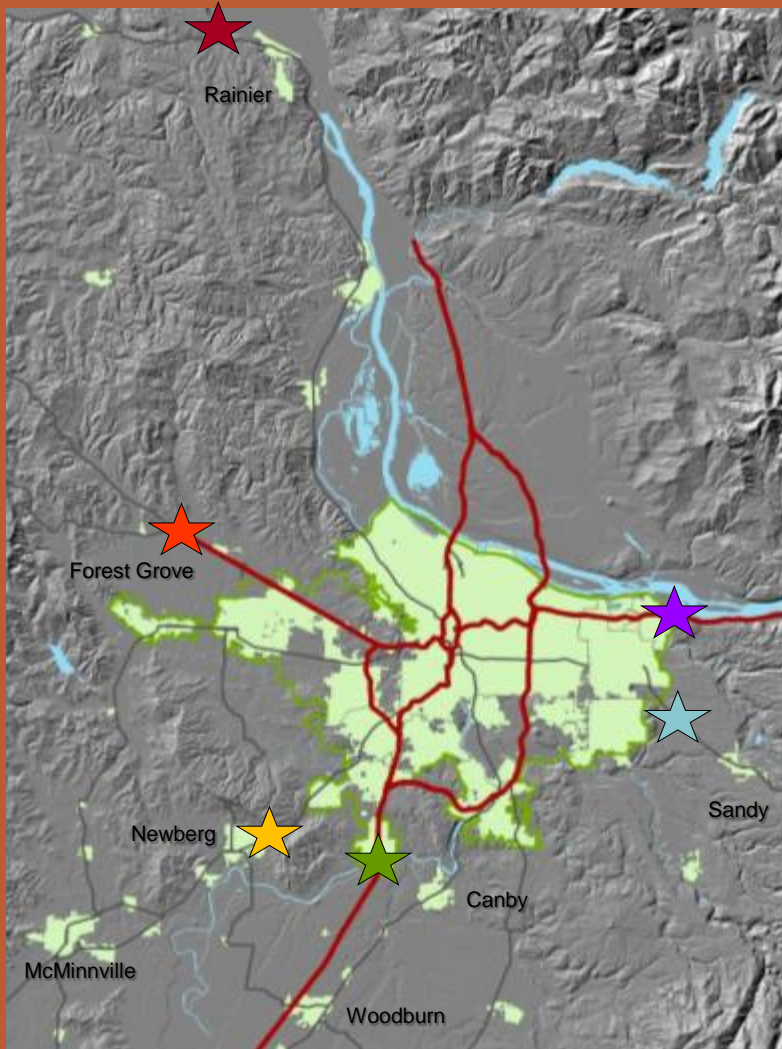 Rainier
Forest Grove
Sandy
Newberg
Canby
McMinnville
Woodburn